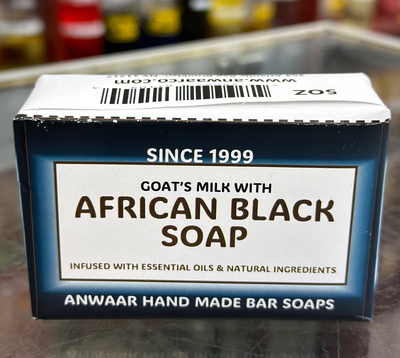 www.anwaarco.com
5OZ
SINCE 1999
GOAT'S MILK WITH
AFRICAN BLACK
SOAP
INFUSED WITH ESSENTIAL OILS & NATURAL INGREDIENTS
ANWAAR HAND MADE BAR SOAPS